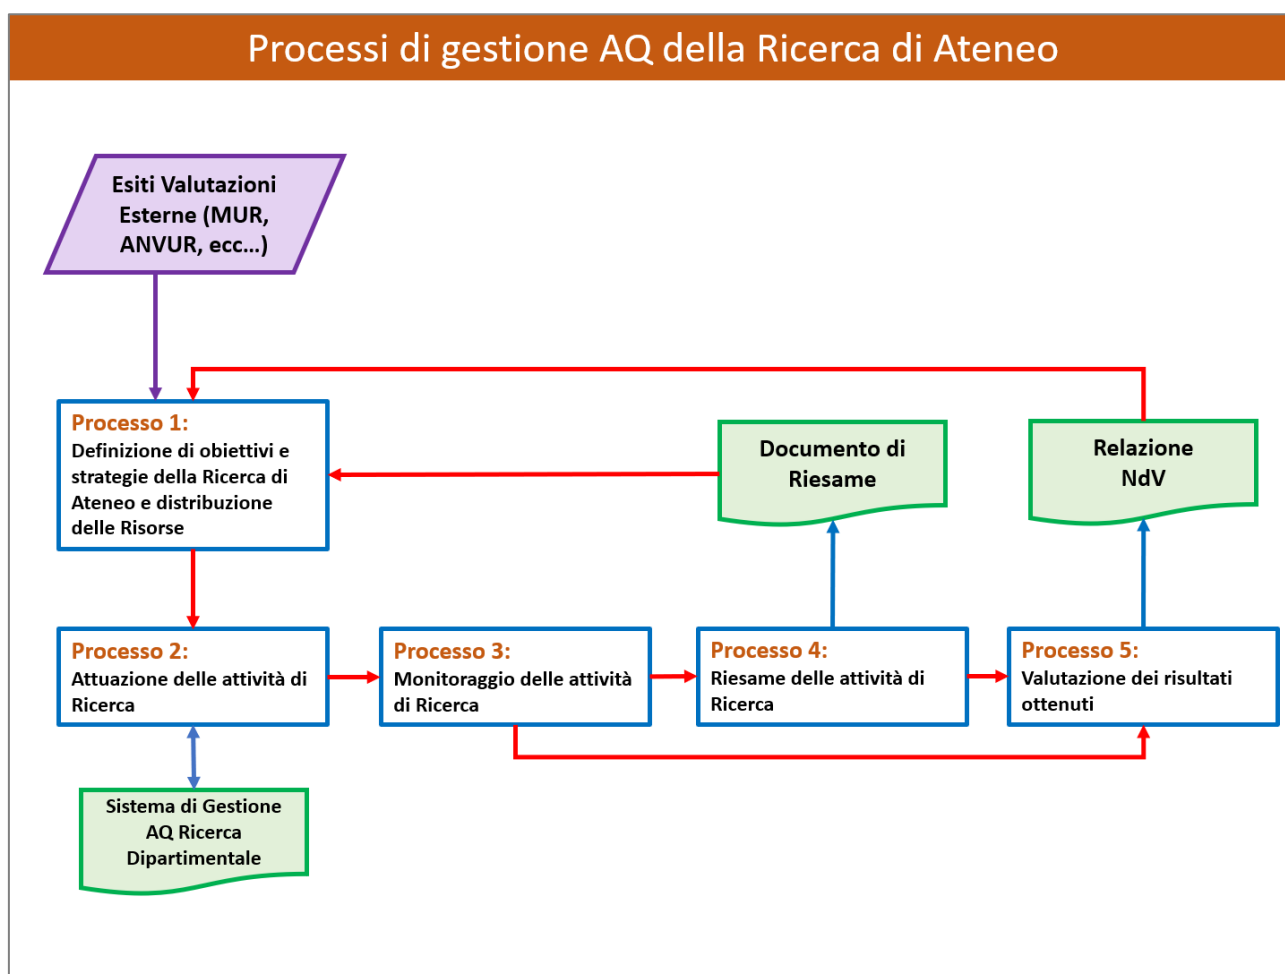 Processi di gestione AQ della Ricerca di Ateneo
Esiti Valutazioni
Esterne (MUR,
ANVUR, ecc...)
Processo 1:
Definizione di obiettivi e
strategie della Ricerca di
Ateneo e distribuzione
delle Risorse
Documento di
Riesame
Relazione
NdV
Processo 2:
Attuazione delle attività di
Ricerca
Processo 3:
Monitoraggio delle attività
di Ricerca
Processo 4:
Riesame delle attività di
Ricerca
Processo 5:
Valutazione dei risultati
ottenuti
Sistema di Gestione
AQ Ricerca
Dipartimentale